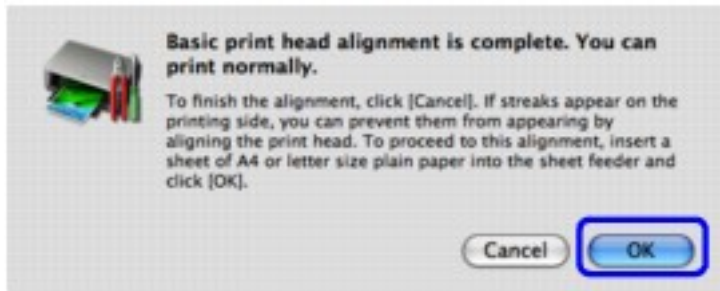 Basic print head alignment is complete. You can
print normally.
To finish the alignment, click [Cancel]. If streaks appear on the
printing side, you can prevent them from appearing by
aligning the print head. To proceed to this alignment, insert a
sheet of A4 or letter size plain paper into the sheet feeder and
click [OK].
Cancel OK